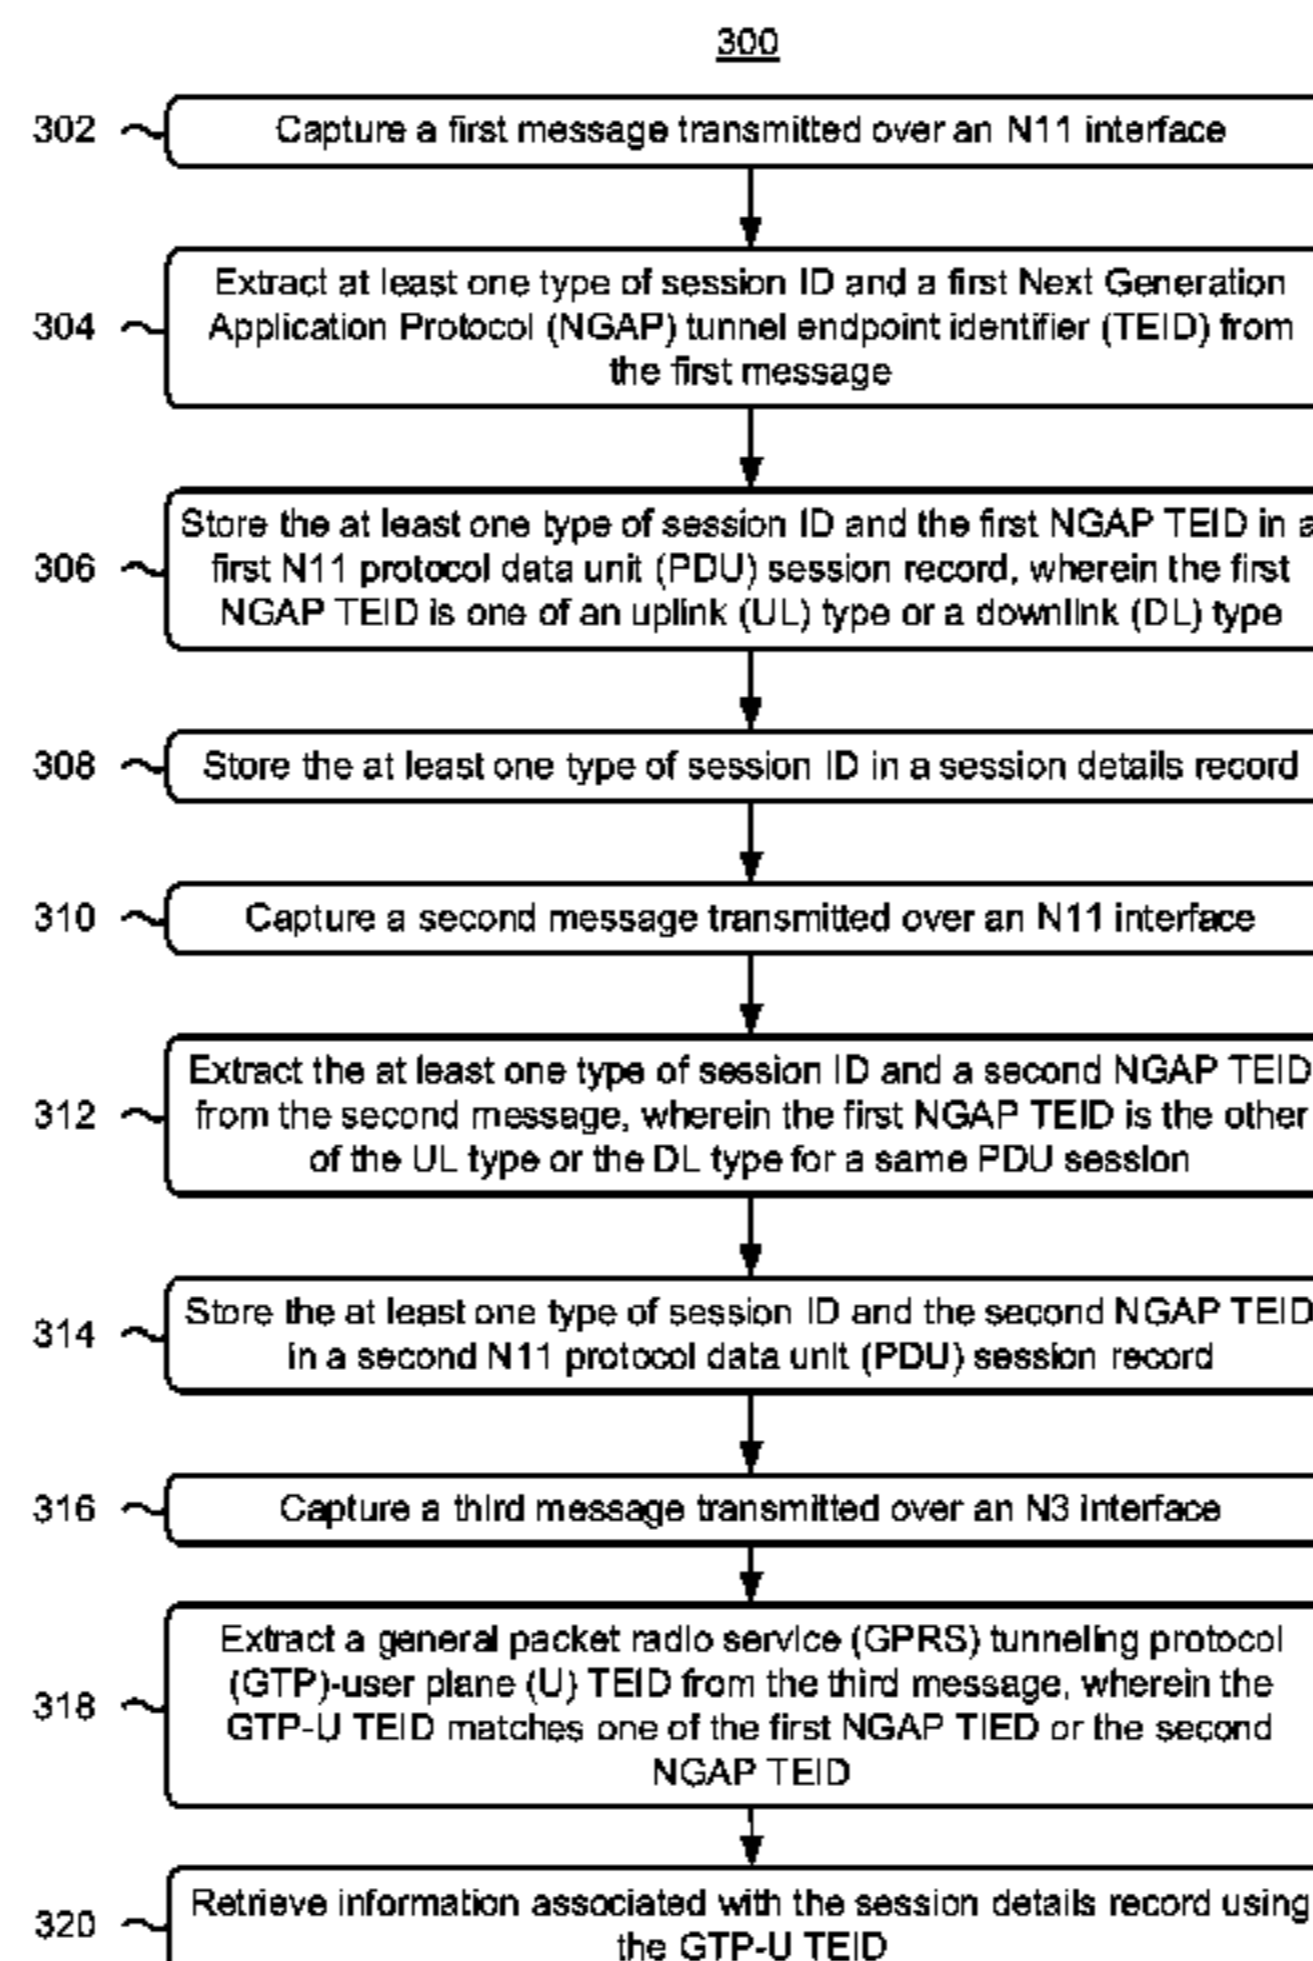 300
302
Capture a first message transmitted over an N11 interface
304
Extract at least one type of session ID and a first Next Generation
Application Protocol (NGAP) tunnel endpoint identifier (TEID) from
the first message
306
Store the at least one type of session ID and the first NGAP TEID in a
first N11 protocol data unit (PDU) session record, wherein the first
NGAP TEID is one of an uplink (UL) type or a downlink (DL) type
308
Store the at least one type of session ID in a session details record
310
Capture a second message transmitted over an N11 interface
312
Extract the at least one type of session ID and a second NGAP TEID
from the second message, wherein the first NGAP TEID is the other
of the UL type or the DL type for a same PDU session
314
Store the at least one type of session ID and the second NGAP TEID
in a second N11 protocol data unit (PDU) session record
316
Capture a third message transmitted over an N3 interface
318
Extract a general packet radio service (GPRS) tunneling protocol
(GTP)-user plane (U) TEID from the third message, wherein the
GTP-U TEID matches one of the first NGAP TIED or the second
NGAP TEID
320
Retrieve information associated with the session details record using
the GTP-U TEID